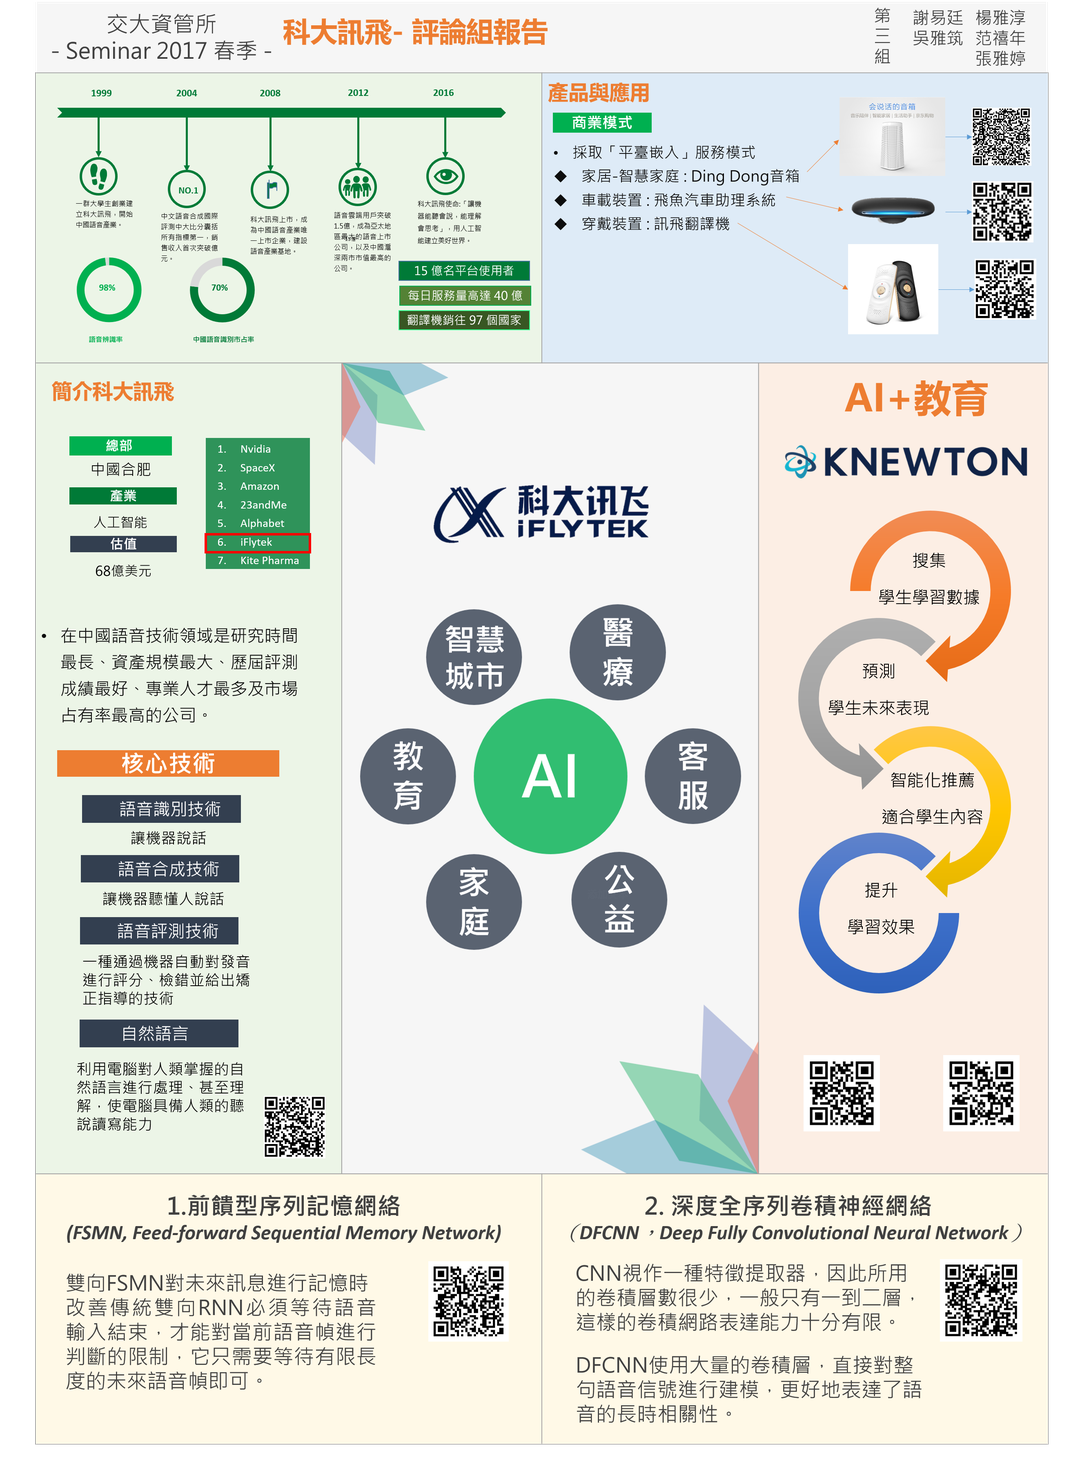 交大資管所
- Seminar 2017 春季 -
科大訊飛- 評論組報告
第三組
謝易廷 楊雅淳
吳雅筑 范禧年
張雅婷
1999
2004
2008
2012
2016
NO.1
一群大學生創業建
立科大訊飛，開始
中國語音產業。
中文語音合成國際
評測中大比分囊括
所有指標第一，銷
售收入首次突破億
元。
科大訊飛上市，成
為中國語音產業唯
一上市企業，建設
語音產業基地。
語音雲端用戶突破
1.5億，成為亞太地
區最大的語音上市
公司，以及中國滬
深兩市市值最高的
公司。
科大訊飛使命:「讓機
器能聽會說，能理解
會思考」，用人工智
能建立美好世界。
98%
語音辨識率
70%
中國語音識別市占率
15 億名平台使用者
每日服務量高達 40 億
翻譯機銷往 97 個國家
產品與應用
商業模式
• 採取「平臺嵌入」服務模式
◆ 家居-智慧家庭 : Ding Dong音箱
◆ 車載裝置 : 飛魚汽車助理系統
◆ 穿戴裝置 : 訊飛翻譯機
会说话的音箱
簡介科大訊飛
總部
中國合肥
產業
人工智能
估值
68億美元
1. Nvidia
2. SpaceX
3. Amazon
4. 23andMe
5. Alphabet
6. iFlytek
7. Kite Pharma
• 在中國語音技術領域是研究時間
最長、資產規模最大、歷屆評測
成績最好、專業人才最多及市場
占有率最高的公司。
核心技術
語音識別技術
讓機器說話
語音合成技術
讓機器聽懂人說話
語音評測技術
一種通過機器自動對發音
進行評分、檢錯並給出矯
正指導的技術
自然語言
利用電腦對人類掌握的自
然語言進行處理、甚至理
解，使電腦具備人類的聽
說讀寫能力
科大讯飞
iFLYTEK
智慧
城市
醫
療
教
育
AI
客
服
家
庭
公
益
AI+教育
KNEWTON
搜集
學生學習數據
預測
學生未來表現
智能化推薦
適合學生內容
提升
學習效果
1.前饋型序列記憶網絡
(FSMN, Feed-forward Sequential Memory Network)
雙向FSMN對未來訊息進行記憶時
改善傳統雙向RNN必須等待語音
輸入結束，才能對當前語音幀進行
判斷的限制，它只需要等待有限長
度的未來語音幀即可。
2. 深度全序列卷積神經網絡
（DFCNN，Deep Fully Convolutional Neural Network）
CNN視作一種特徵提取器，因此所用
的卷積層數很少，一般只有一到二層，
這樣的卷積網路表達能力十分有限。
DFCNN使用大量的卷積層，直接對整
句語音信號進行建模，更好地表達了語
音的長時相關性。